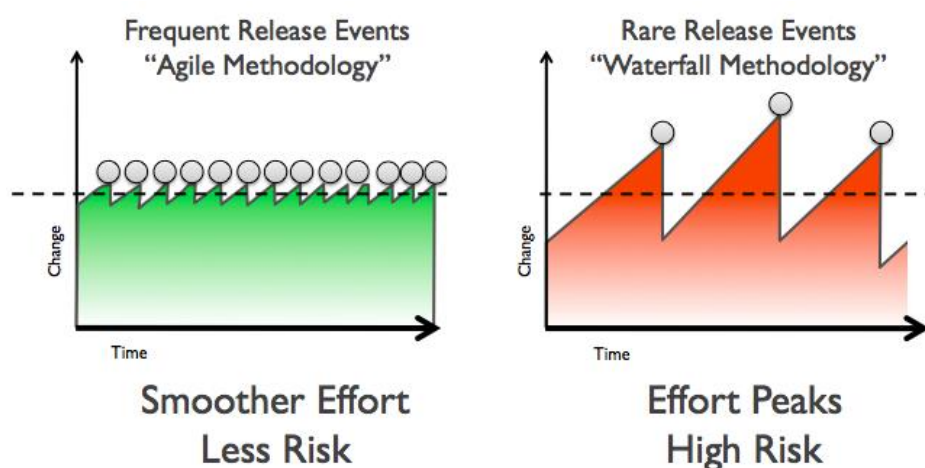 Frequent Release Events
"Agile Methodology"
Change
Time
Smoother Effort
Less Risk
Rare Release Events
"Waterfall Methodology"
Change
Time
Effort Peaks
High Risk